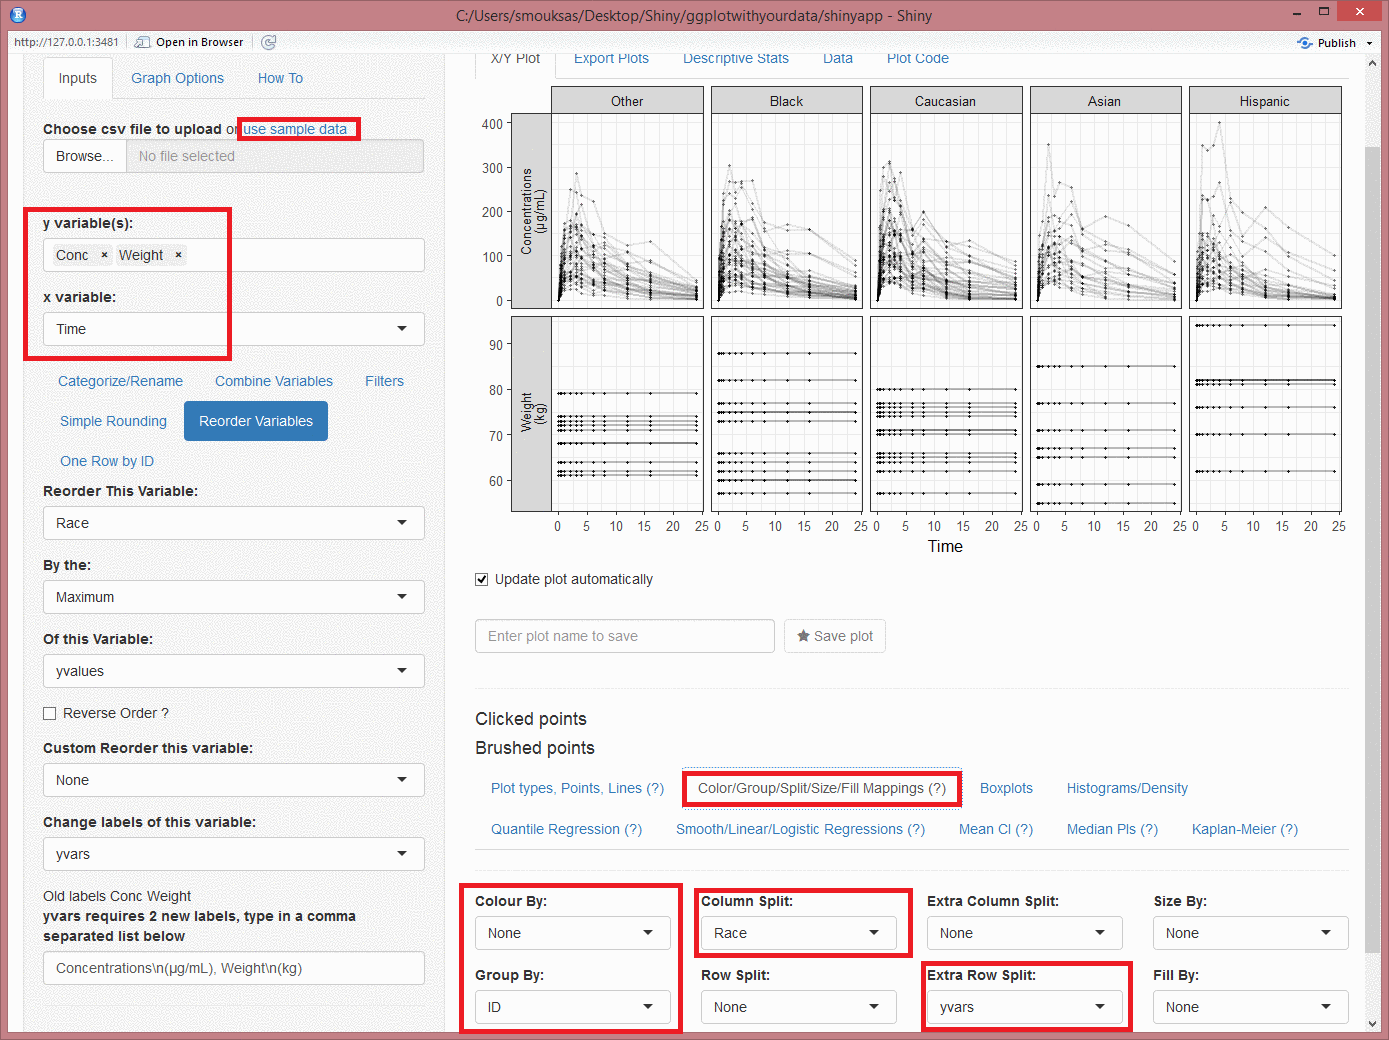 C:/Users/smouksas/Desktop/Shiny/ggplotwithyourdata/shinyapp - Shiny
http://127.0.0.1:3481 Open in Browser Publish
Inputs Graph Options How To
Choose csv file to upload or use sample data
Browse... No file selected
y variable(s):
Conc × Weight ×
x variable:
Time
Categorize/Rename Combine Variables Filters
Simple Rounding Reorder Variables
One Row by ID
Reorder This Variable:
Race
By the:
Maximum
Of this Variable:
yvalues
Reverse Order ?
Custom Reorder this variable:
None
Change labels of this variable:
yvars
Old labels Conc Weight
yvars requires 2 new labels, type in a comma
separated list below
Concentrations\n(µg/mL), Weight\n(kg)
X/Y Plot Export Plots Descriptive Stats Data Plot Code
Other Black Caucasian Asian Hispanic
Concentrations
(µg/mL)
400
300
200
100
0
Weight
(kg)
90
80
70
60
0 5 10 15 20 25 0 5 10 15 20 25 0 5 10 15 20 25 0 5 10 15 20 25 0 5 10 15 20 25
Time
Update plot automatically
Enter plot name to save Save plot
Clicked points
Brushed points
Plot types, Points, Lines (?) Color/Group/Split/Size/Fill Mappings (?) Boxplots Histograms/Density
Quantile Regression (?) Smooth/Linear/Logistic Regressions (?) Mean CI (?) Median PIs (?) Kaplan-Meier (?)
Colour By: Column Split: Extra Column Split: Size By:
None Race None None
Group By: Row Split: Extra Row Split: Fill By:
ID None yvars None